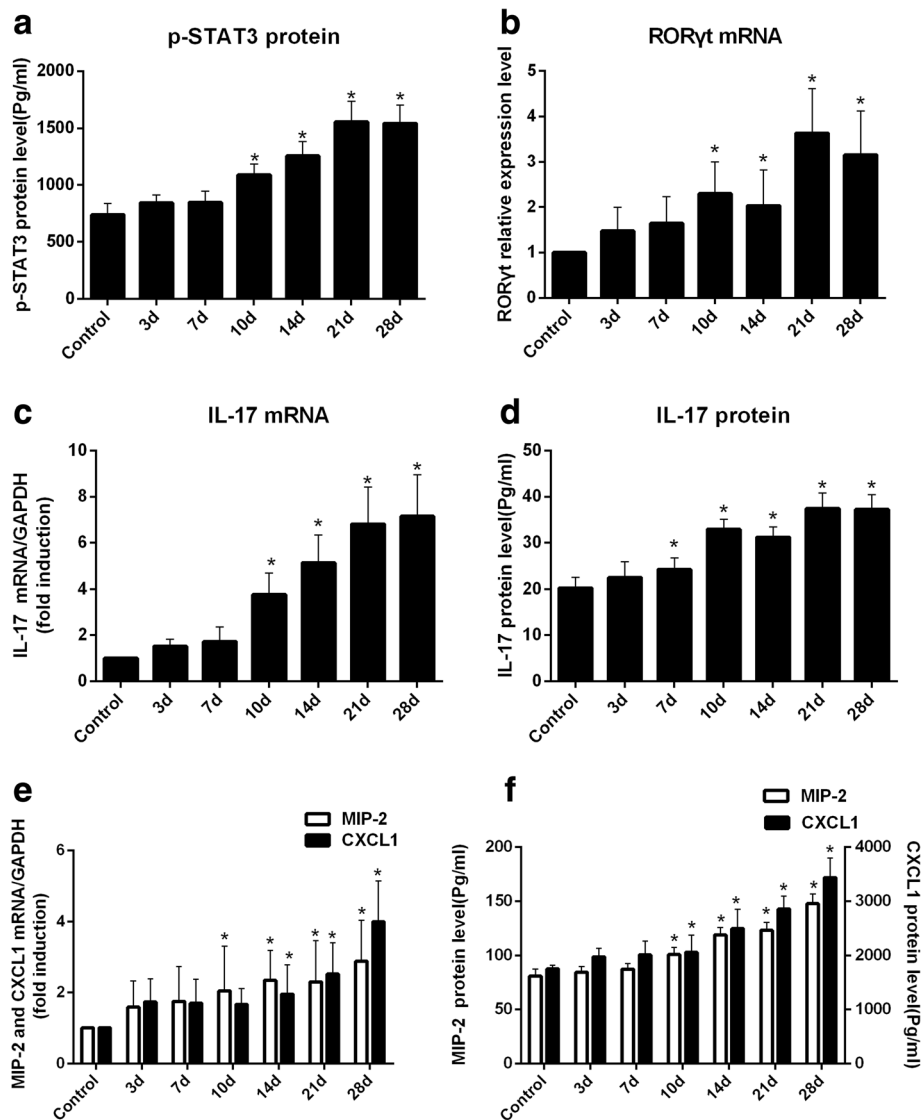 a
p-STAT3 protein
p-STAT3 protein level(Pg/ml)
2000
1500
1000
500
0
* * * *
Control 3d 7d 10d 14d 21d 28d
b
RORγt mRNA
RORγt relative expression level
5
4
3
2
1
0
* * * *
Control 3d 7d 10d 14d 21d 28d
c
IL-17 mRNA
IL-17 mRNA/GAPDH
(fold induction)
10
8
6
4
2
0
* * * *
Control 3d 7d 10d 14d 21d 28d
d
IL-17 protein
IL-17 protein level(Pg/ml)
50
40
30
20
10
0
* * * * *
Control 3d 7d 10d 14d 21d 28d
e
MIP-2
CXCL1
MIP-2 and CXCL1 mRNA/GAPDH
(fold induction)
6
4
2
0
* * * * * * *
Control 3d 7d 10d 14d 21d 28d
f
MIP-2
CXCL1
MIP-2 protein level(Pg/ml)
200
150
100
50
0
* * * * * * * *
Control 3d 7d 10d 14d 21d 28d
4000
3000
2000
1000
0
CXCL1 protein level(Pg/ml)